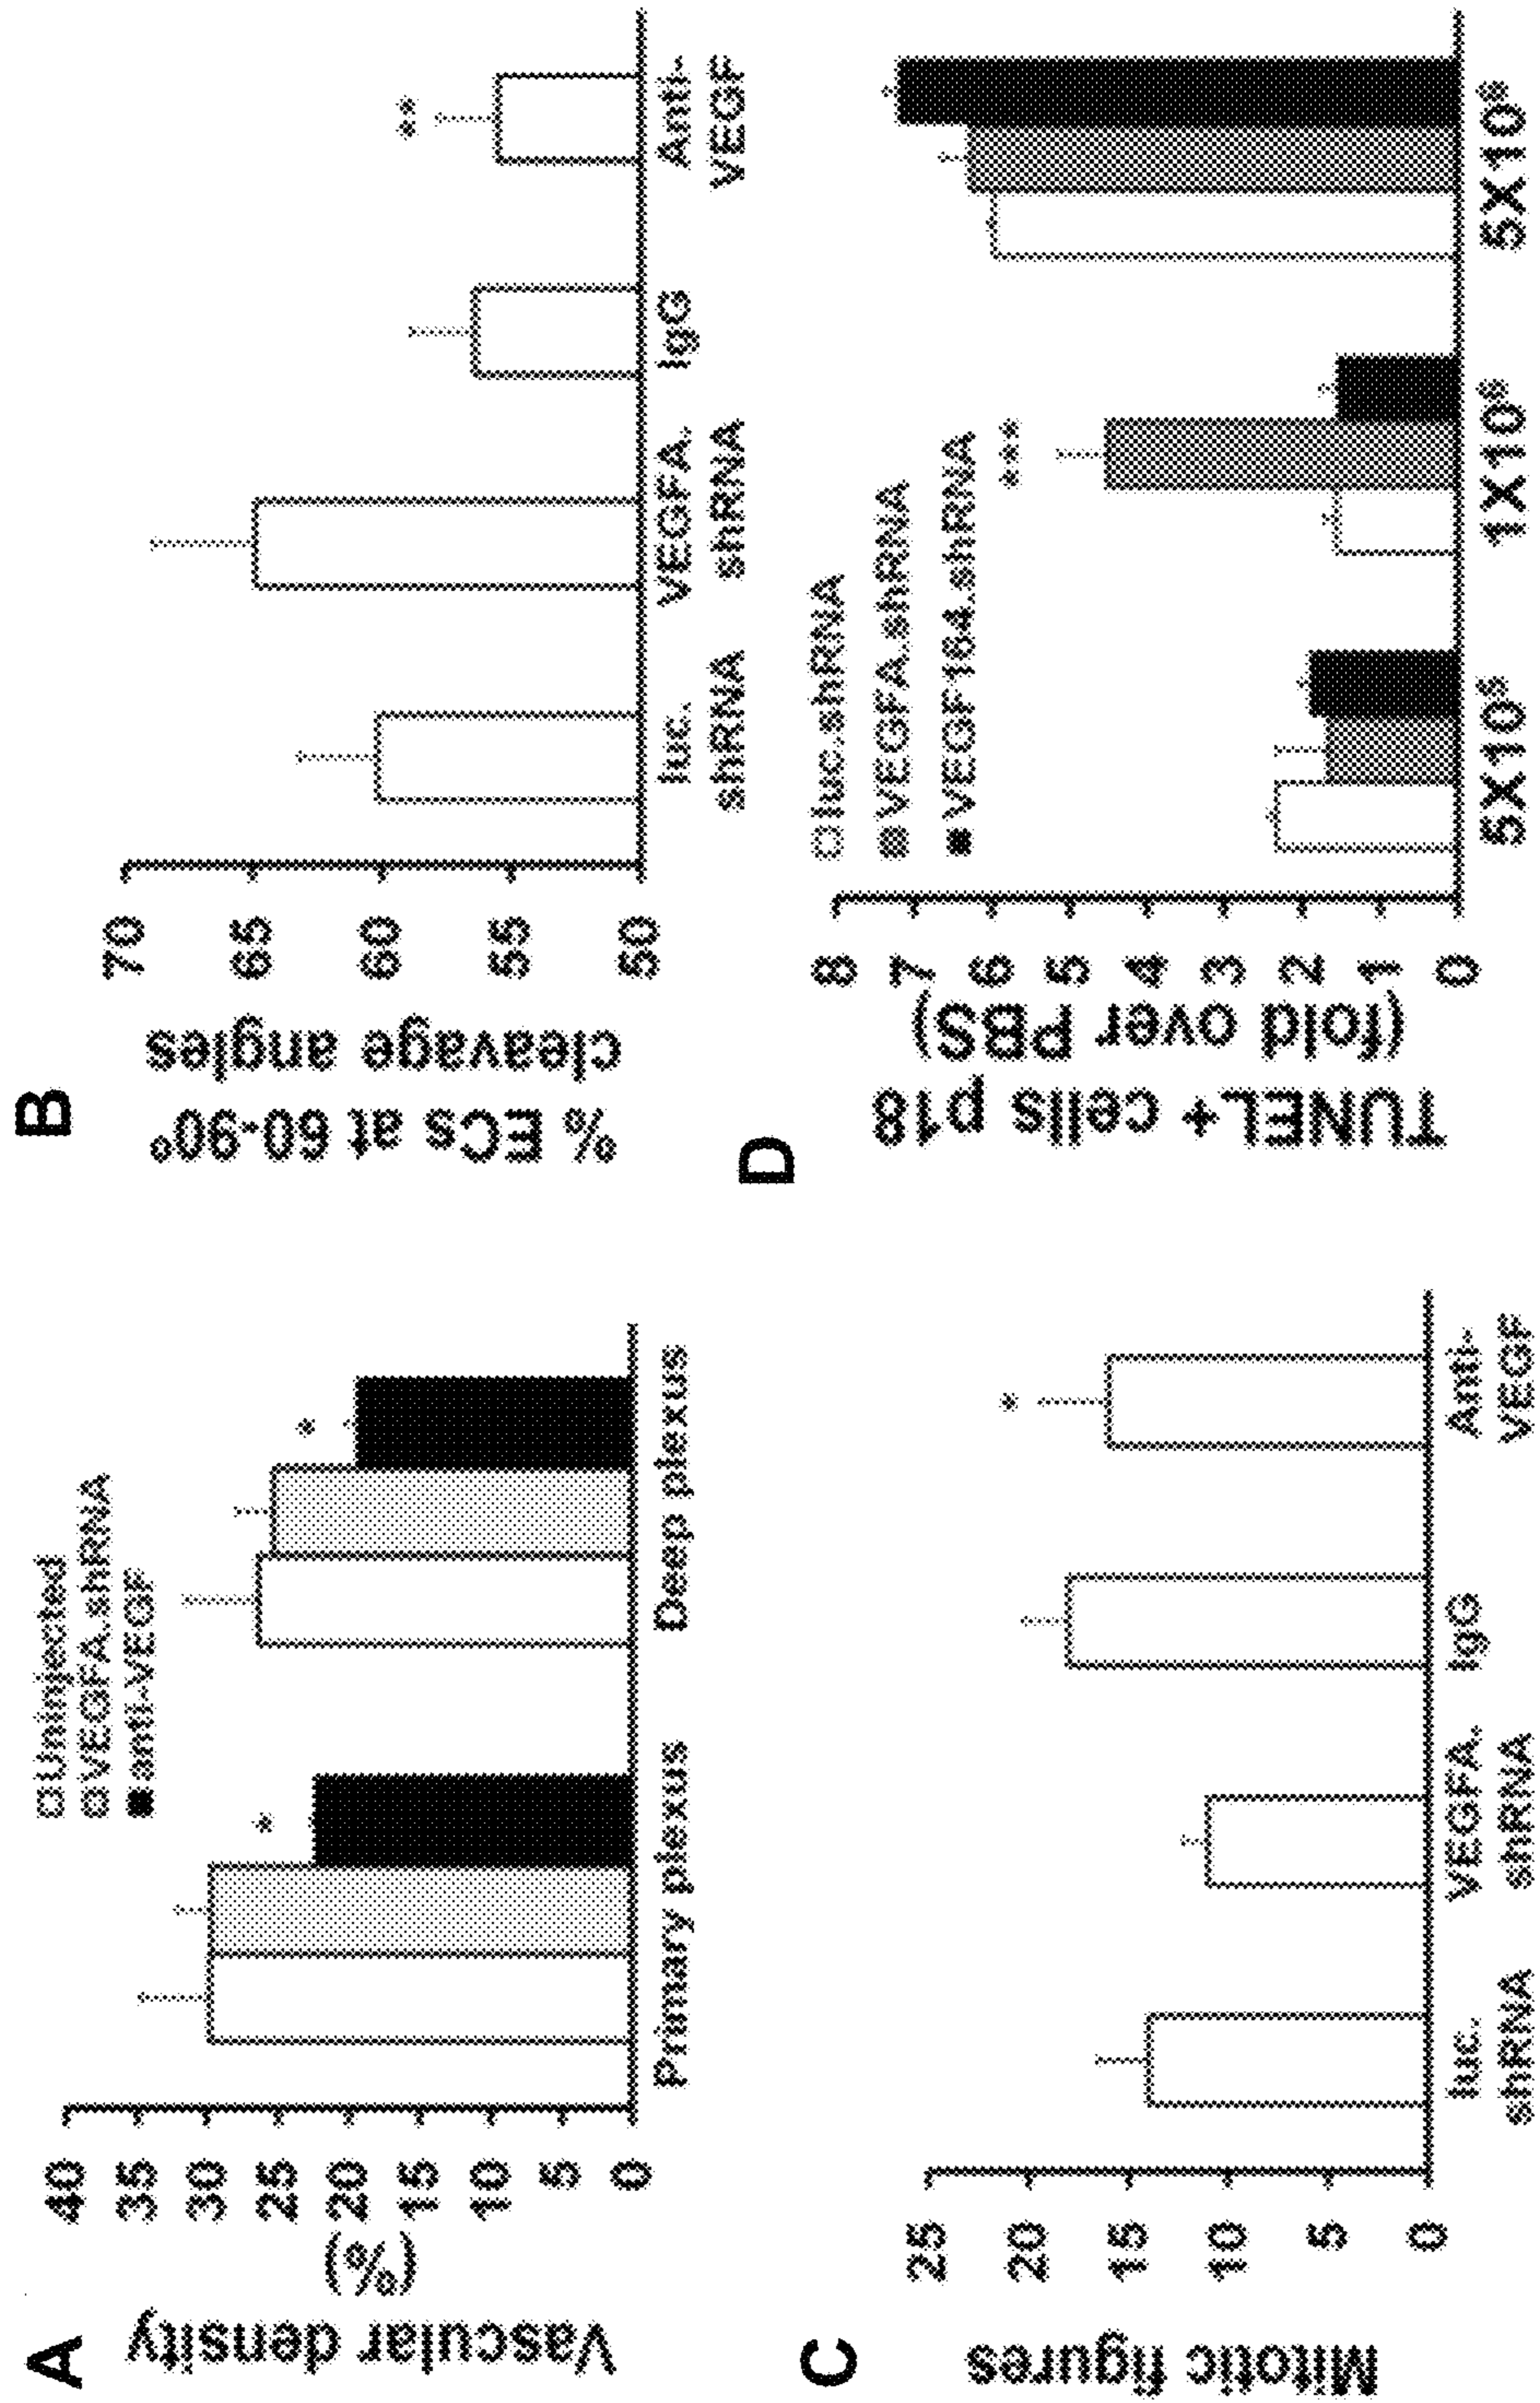 A
Vascular density
(%)
40
35
30
25
20
15
10
5
0
Uninjected
VEGFA.shRNA
anti-VEGF
*
*
Primary plexus
Deep plexus
B
% ECs at 60-90°
cleavage angles
70
65
60
55
50
**
luc.
shRNA
VEGFA.
shRNA
IgG
Anti-
VEGF
C
Mitotic figures
25
20
15
10
5
0
*
luc.
shRNA
VEGFA.
shRNA
IgG
Anti-
VEGF
D
TUNEL+ cells p18
(fold over PBS)
8
7
6
5
4
3
2
1
0
luc.shRNA
VEGFA.shRNA
VEGF164.shRNA
***